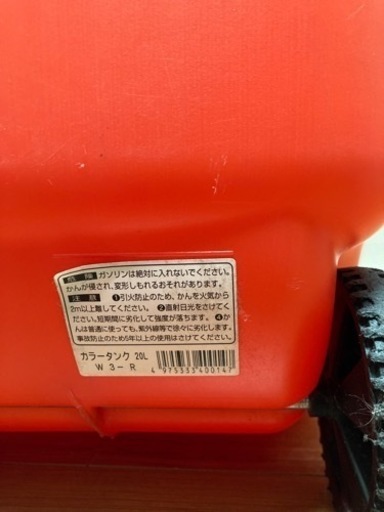 危険 ガソリンは絶対に入れないでください。
かんが侵され、変形しもれるおそれがあります。
注意 ❶引火防止のため、かんを火気から
2m以上離してください。❷直射日光をさけてく
ださい。短期間に劣化して強度が落ちます。❹か
んは普通に使っても、紫外線等で徐々に劣化します。
事故防止のため5年以上の使用はさけてください。
カラータンク 20L
W3-R
4975353400147